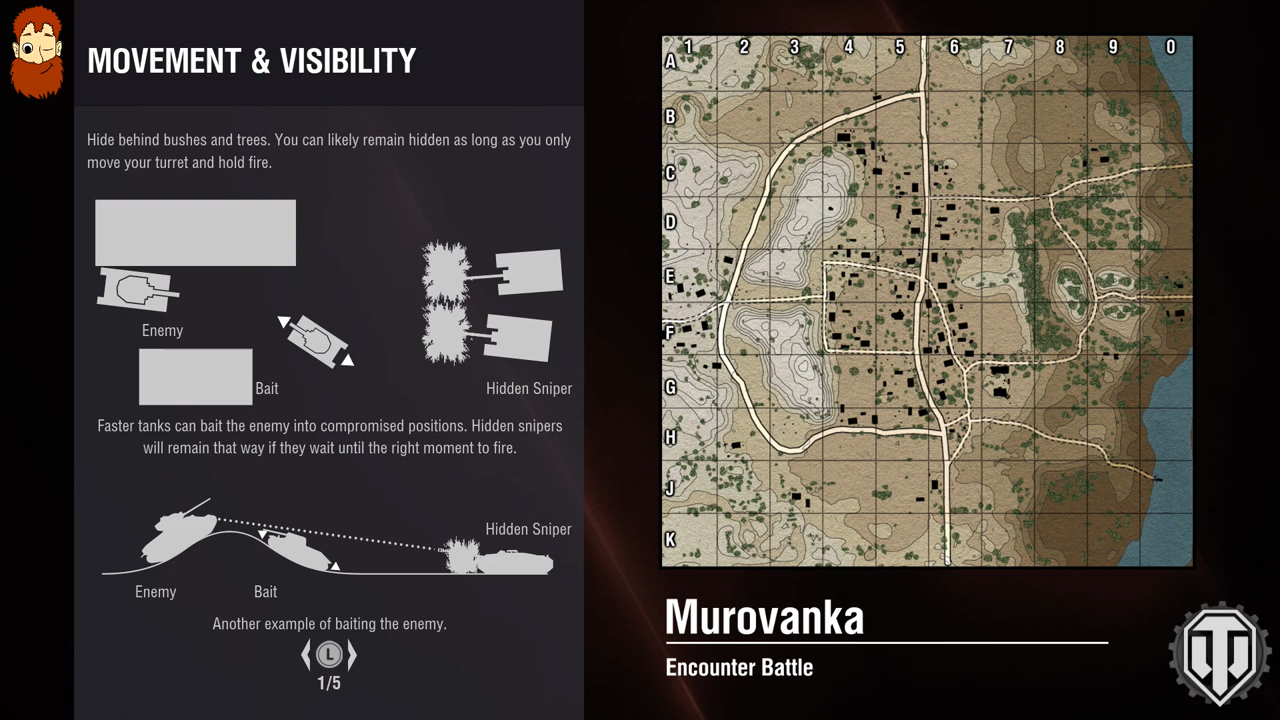 MOVEMENT & VISIBILITY
Hide behind bushes and trees. You can likely remain hidden as long as you only
move your turret and hold fire.
Enemy
Bait
Hidden Sniper
Faster tanks can bait the enemy into compromised positions. Hidden snipers
will remain that way if they wait until the right moment to fire.
Hidden Sniper
Enemy
Bait
Another example of baiting the enemy.
L
1/5
1 2 3 4 5 6 7 8 9 0
A
B
C
D
E
F
G
H
J
K
Murovanka
Encounter Battle